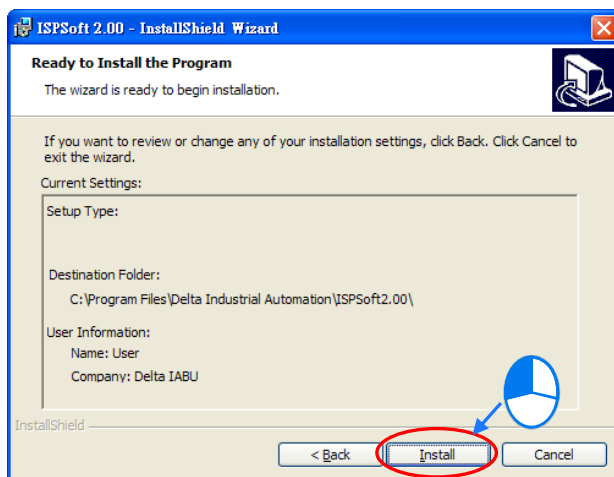 ISPSoft 2.00 - InstallShield Wizard
Ready to Install the Program
The wizard is ready to begin installation.
If you want to review or change any of your installation settings, click Back. Click Cancel to
exit the wizard.
Current Settings:
Setup Type:
Destination Folder:
C:\Program Files\Delta Industrial Automation\ISPSoft2.00\
User Information:
Name: User
Company: Delta IABU
InstallShield
< Back
Install
Cancel